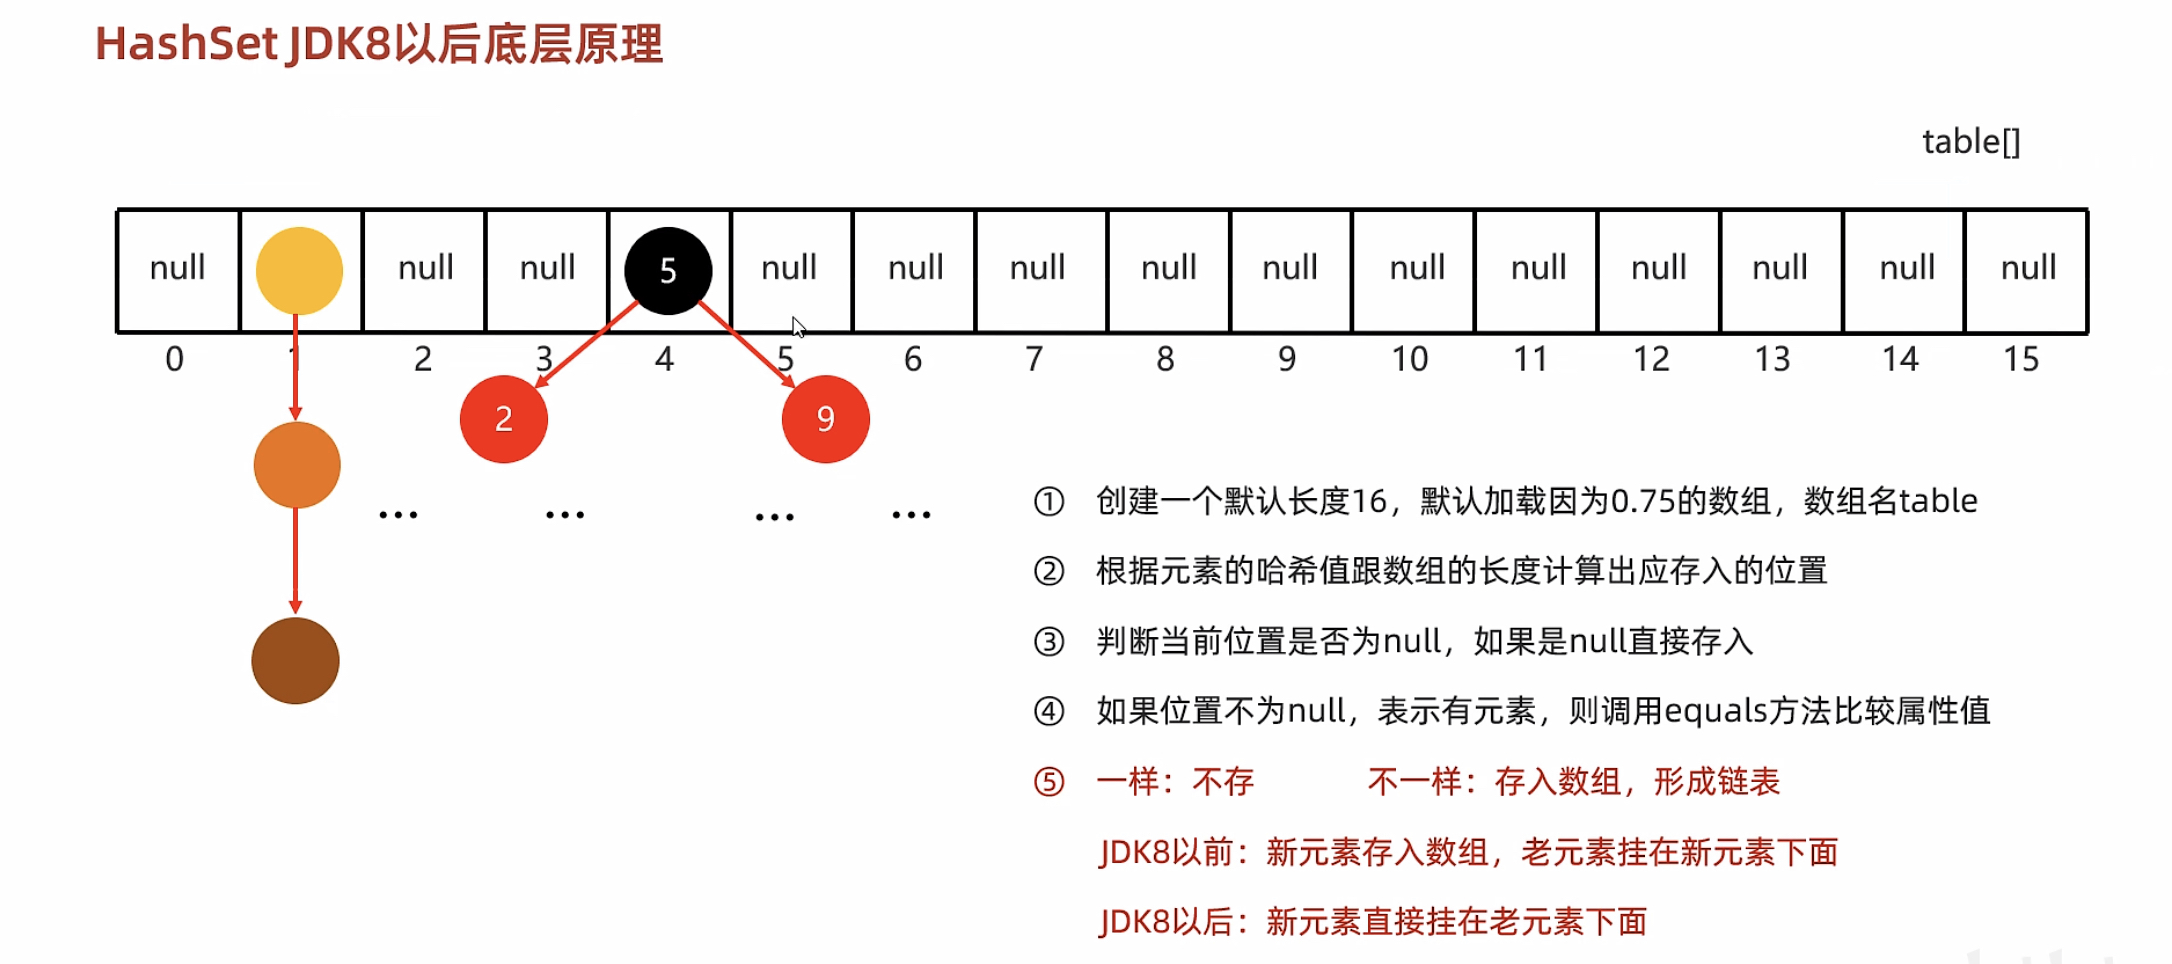 HashSet JDK8以后底层原理
table[]
null null null 5 null null null null null null null null null null null
0 1 2 3 4 5 6 7 8 9 10 11 12 13 14 15
2 9
... ... ... ...
① 创建一个默认长度16，默认加载因为0.75的数组，数组名table
② 根据元素的哈希值跟数组的长度计算出应存入的位置
③ 判断当前位置是否为null，如果是null直接存入
④ 如果位置不为null，表示有元素，则调用equals方法比较属性值
⑤ 一样：不存 不一样：存入数组，形成链表
JDK8以前：新元素存入数组，老元素挂在新元素下面
JDK8以后：新元素直接挂在老元素下面